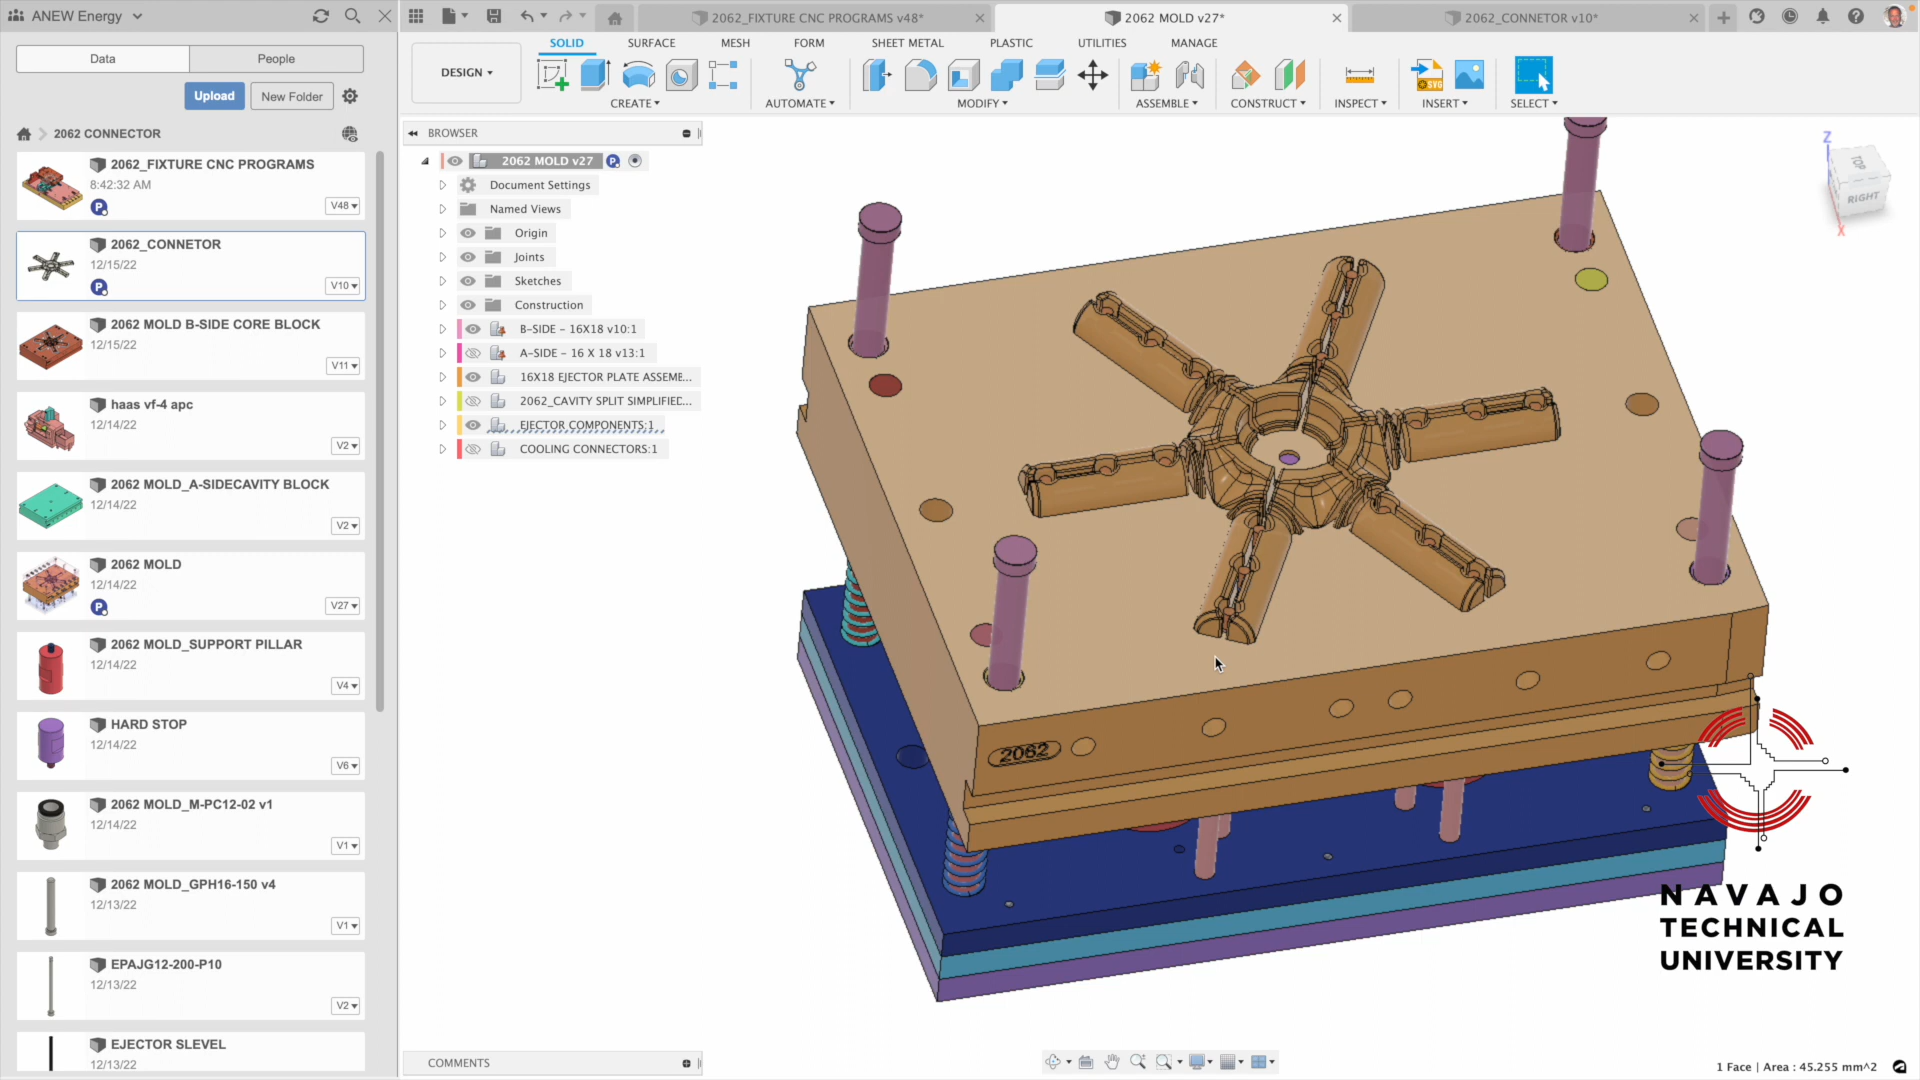 ANEW Energy
2062_FIXTURE CNC PROGRAMS v48*
2062 MOLD v27*
2062_CONNETOR v10*
Data
People
Upload
New Folder
2062 CONNECTOR
DESIGN
SOLID
SURFACE
MESH
FORM
SHEET METAL
PLASTIC
UTILITIES
MANAGE
CREATE
AUTOMATE
MODIFY
ASSEMBLE
CONSTRUCT
INSPECT
INSERT
SVG
SELECT
2062_FIXTURE CNC PROGRAMS
8:42:32 AM
P
V48
2062_CONNETOR
12/15/22
P
V10
2062 MOLD B-SIDE CORE BLOCK
12/15/22
V11
haas vf-4 apc
12/14/22
V2
2062 MOLD_A-SIDECAVITY BLOCK
12/14/22
V2
2062 MOLD
12/14/22
P
V27
2062 MOLD_SUPPORT PILLAR
12/14/22
V4
HARD STOP
12/14/22
V6
2062 MOLD_M-PC12-02 v1
12/14/22
V1
2062 MOLD_GPH16-150 v4
12/13/22
V1
EPAJG12-200-P10
12/13/22
V2
EJECTOR SLEVEL
12/13/22
BROWSER
2062 MOLD v27
P
Document Settings
Named Views
Origin
Joints
Sketches
Construction
B-SIDE - 16X18 v10:1
A-SIDE - 16 X 18 v13:1
16X18 EJECTOR PLATE ASSEME...
2062_CAVITY SPLIT SIMPLIFIED...
EJECTOR COMPONENTS:1
COOLING CONNECTORS:1
Z
TOP
RIGHT
X
2062
NAVAJO
TECHNICAL
UNIVERSITY
COMMENTS
1 Face | Area : 45.255 mm^2